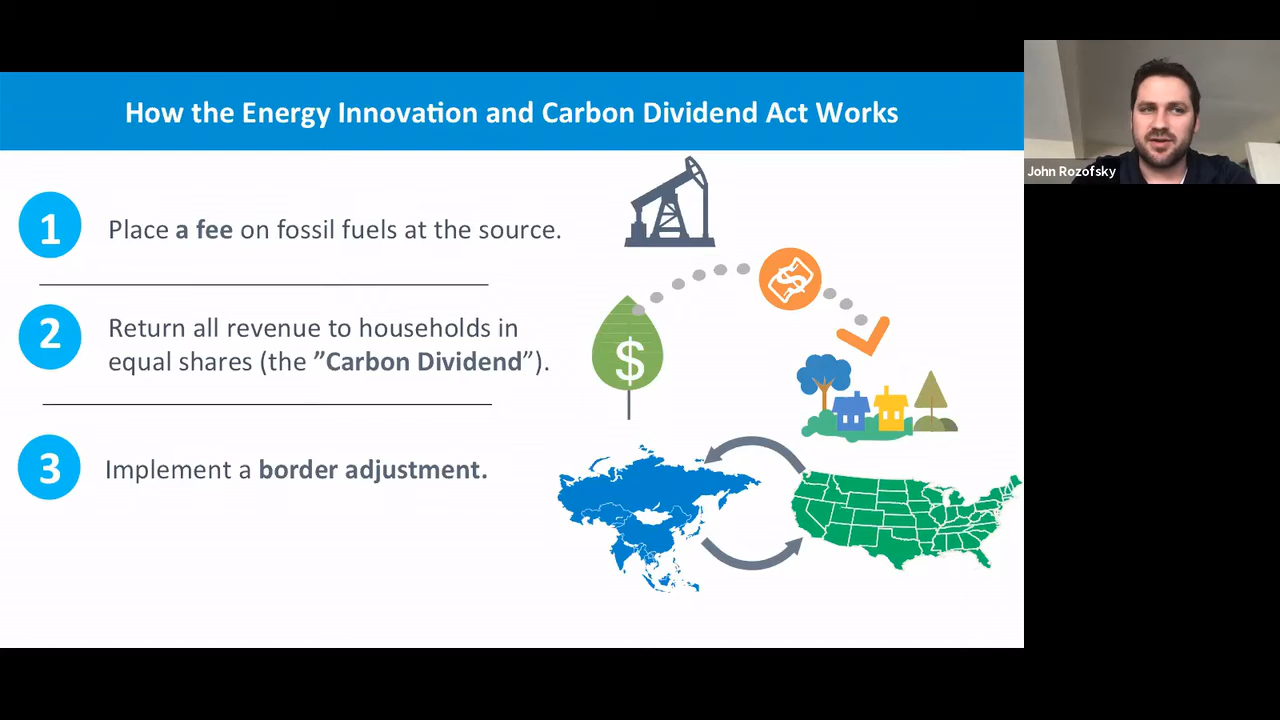 How the Energy Innovation and Carbon Dividend Act Works
John Rozofsky
1
Place a fee on fossil fuels at the source.
$
2
Return all revenue to households in
equal shares (the ”Carbon Dividend”).
$
3
Implement a border adjustment.